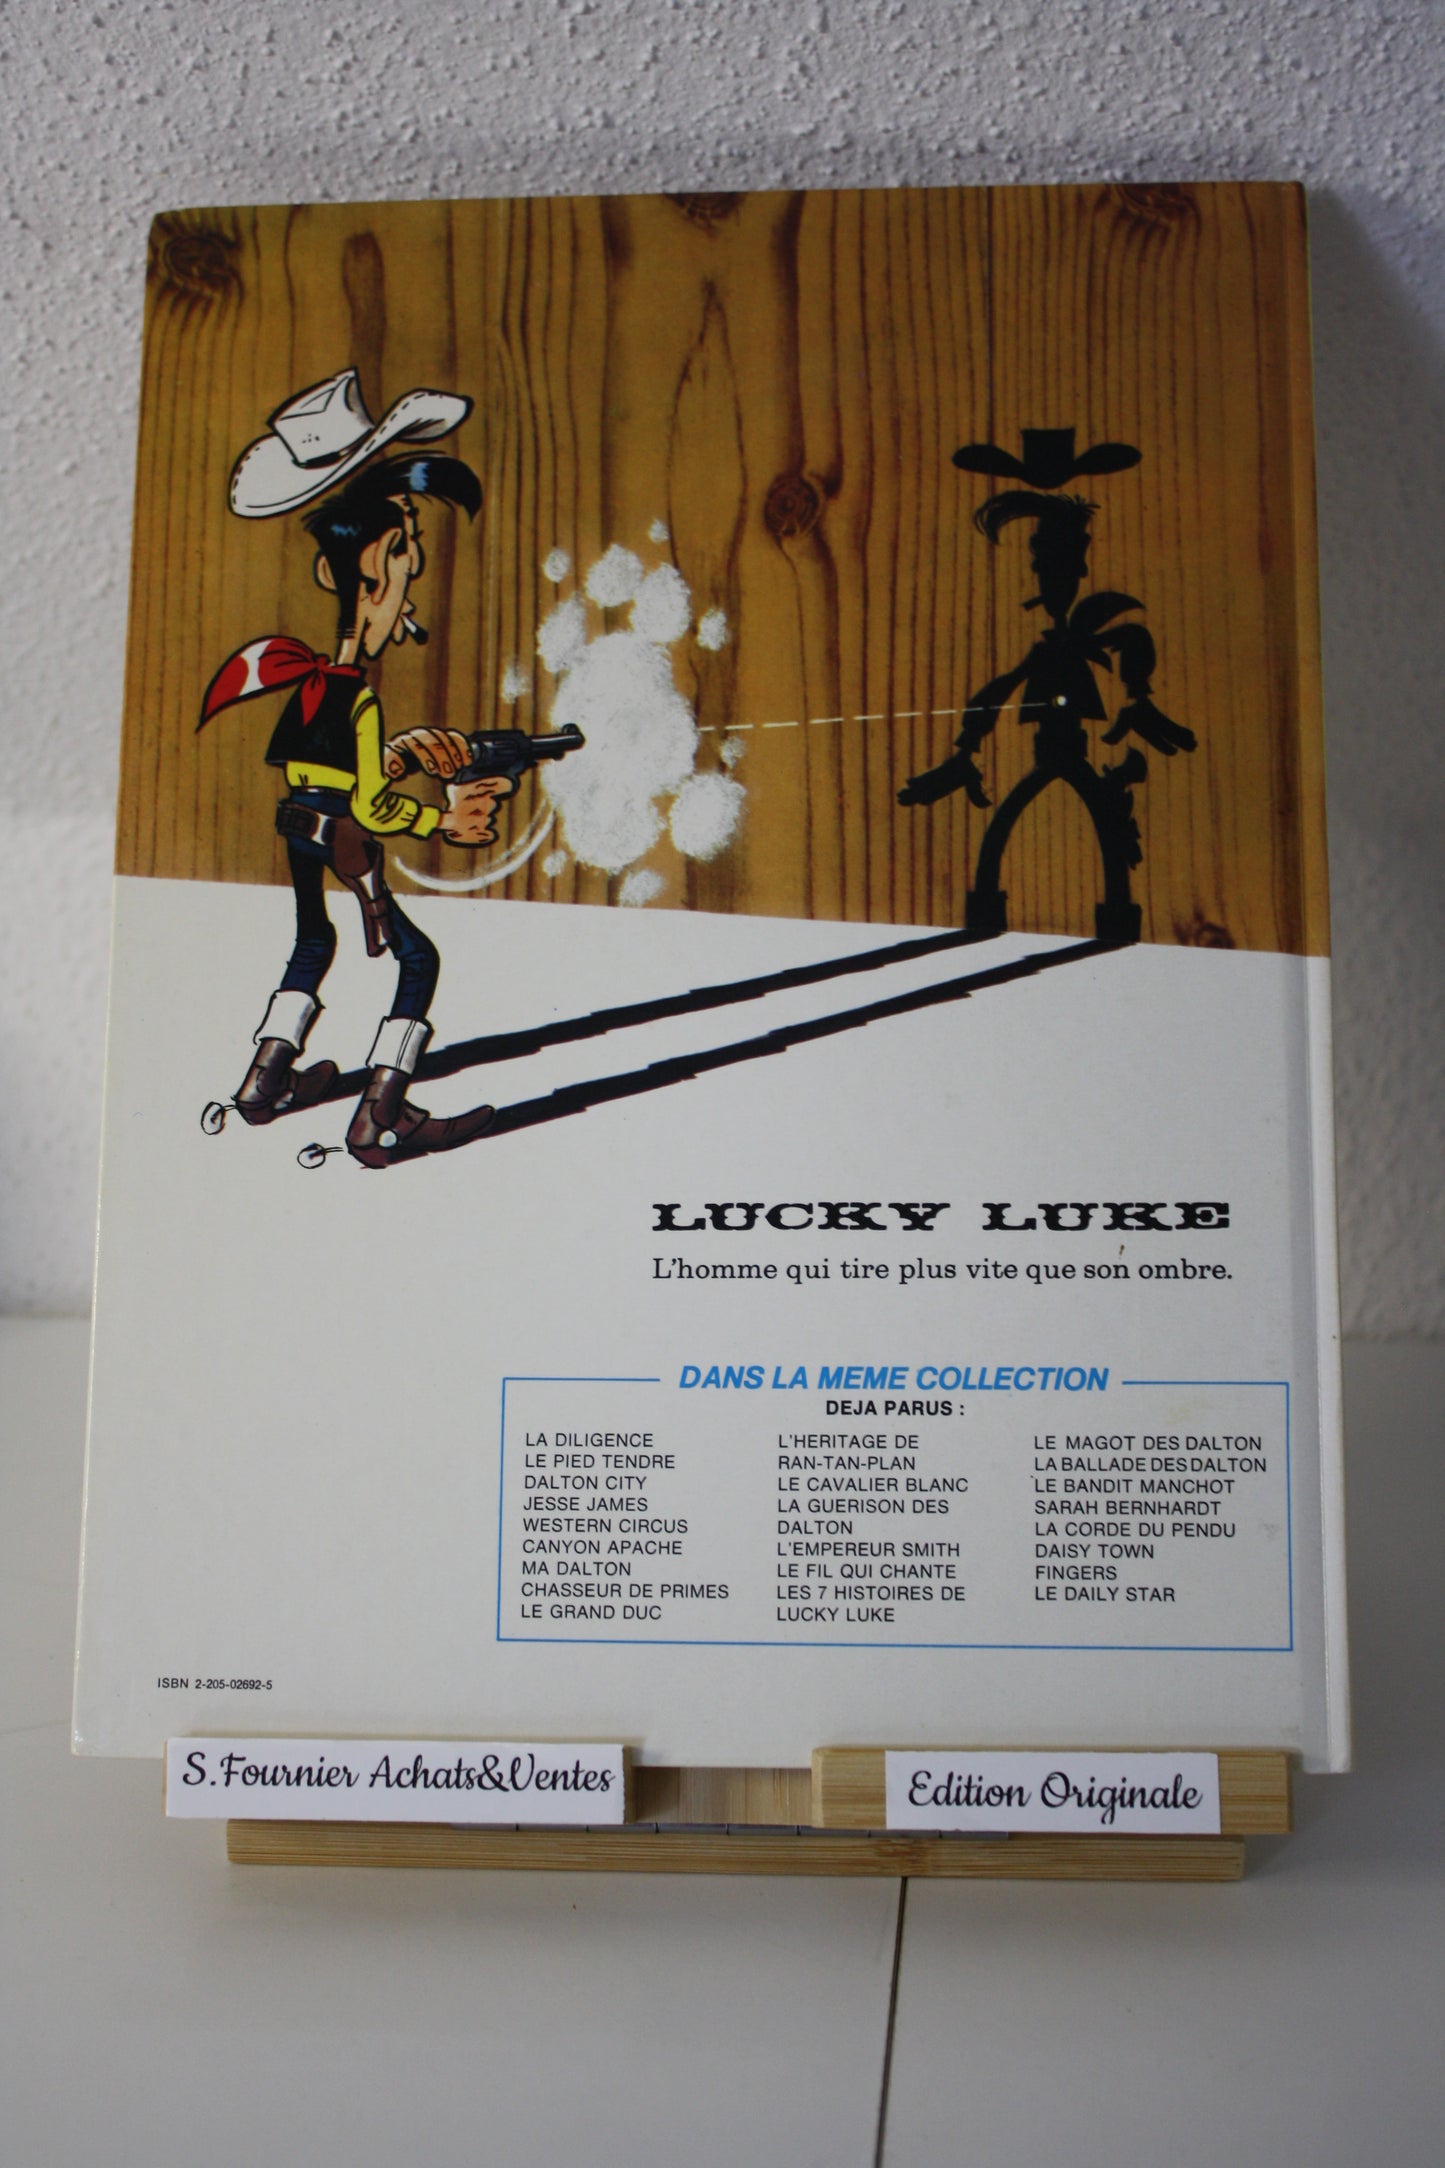 LUCKY LUKE
L'homme qui tire plus vite que son ombre.
DANS LA MEME COLLECTION
DEJA PARUS :
LA DILIGENCE
LE PIED TENDRE
DALTON CITY
JESSE JAMES
WESTERN CIRCUS
CANYON APACHE
MA DALTON
CHASSEUR DE PRIMES
LE GRAND DUC
L'HERITAGE DE
RAN-TAN-PLAN
LE CAVALIER BLANC
LA GUERISON DES
DALTON
L'EMPEREUR SMITH
LE FIL QUI CHANTE
LES 7 HISTOIRES DE
LUCKY LUKE
LE MAGOT DES DALTON
LA BALLADE DES DALTON
LE BANDIT MANCHOT
SARAH BERNHARDT
LA CORDE DU PENDU
DAISY TOWN
FINGERS
LE DAILY STAR
ISBN 2-205-02692-5
S.Fournier Achats&Ventes
Edition Originale